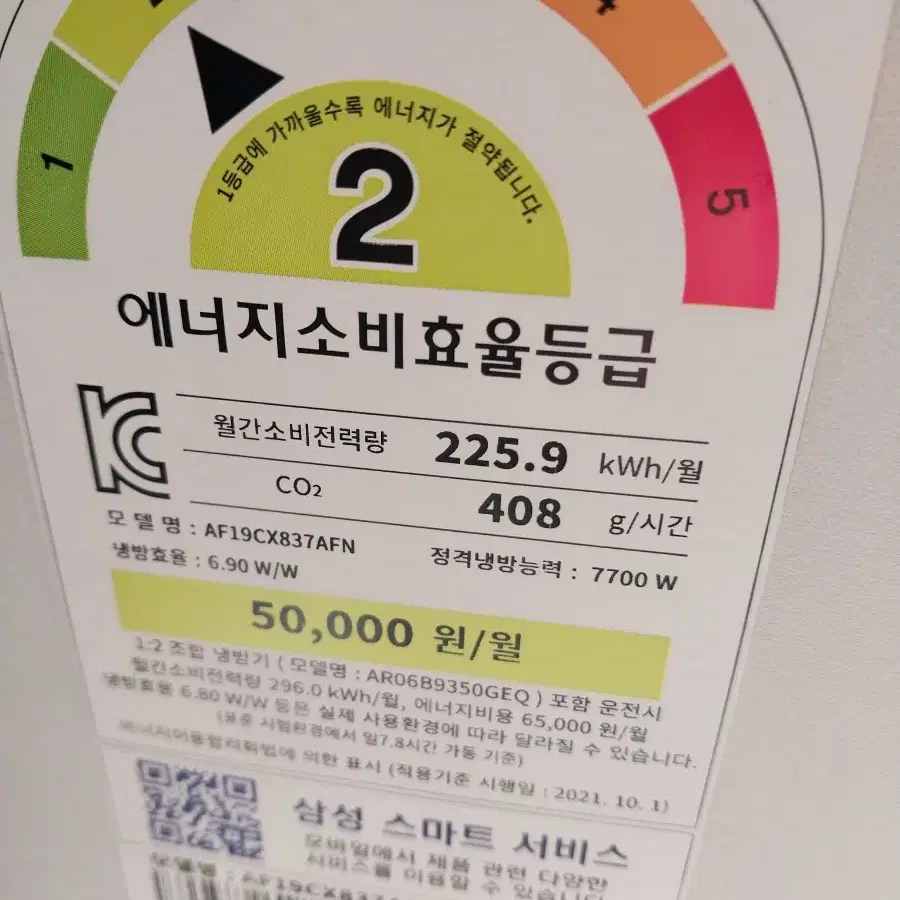 1
5
1등급에 가까울수록 에너지가 절약됩니다.
2
에너지소비효율등급
월간소비전력량 225.9 kWh/월
CO₂ 408 g/시간
모델명 : AF19CX837AFN
냉방효율 : 6.90 W/W 정격냉방능력 : 7700 W
50,000 원/월
1:2 조합 냉방기 ( 모델명 : AR06B9350GEQ ) 포함 운전시
월간소비전력량 296.0 kWh/월, 에너지비용 65,000 원/월
냉방효율 6.80 W/W 등은 실제 사용환경에 따라 달라질 수 있습니다.
(표준 시험환경에서 일7.8시간 가동 기준)
에너지이용합리화법에 의한 표시 (적용기준 시행일 : 2021. 10. 1)
삼성 스마트 서비스
모바일에서 제품 관련 다양한
서비스를 이용할 수 있습니다
모델명 :